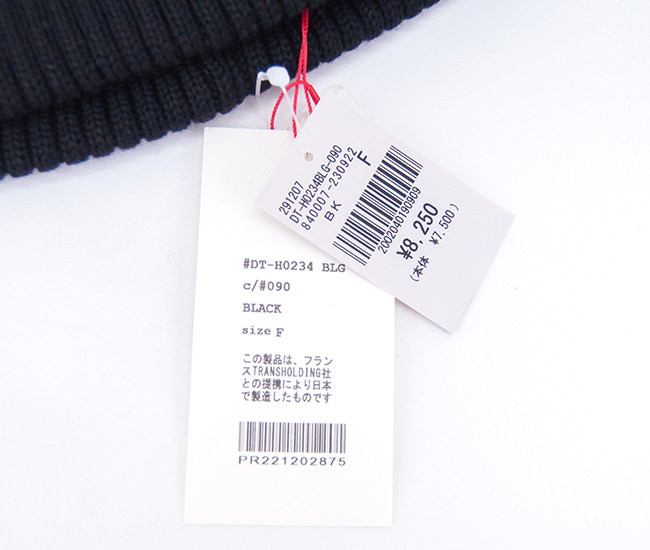 291207
DT-H0234BLG-090
840007-230922
BK F
2002040190909
¥8,250
(本体 ¥7,500)
#DT-H0234 BLG
c/#090
BLACK
size F
この製品は、フラン
スTRANSHOLDING社
との提携により日本
で製造したものです
PR221202875